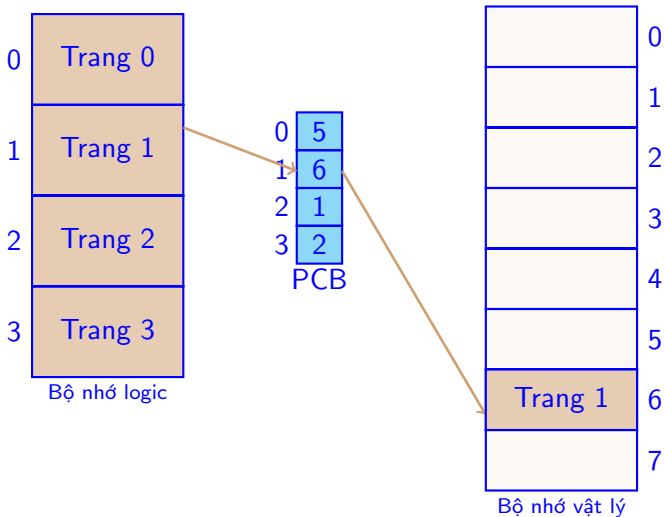 0 Trang 0
1 Trang 1
2 Trang 2
3 Trang 3
Bộ nhớ logic
0 5
1 6
2 1
3 2
PCB
0
1
2
3
4
5
Trang 1 6
7
Bộ nhớ vật lý